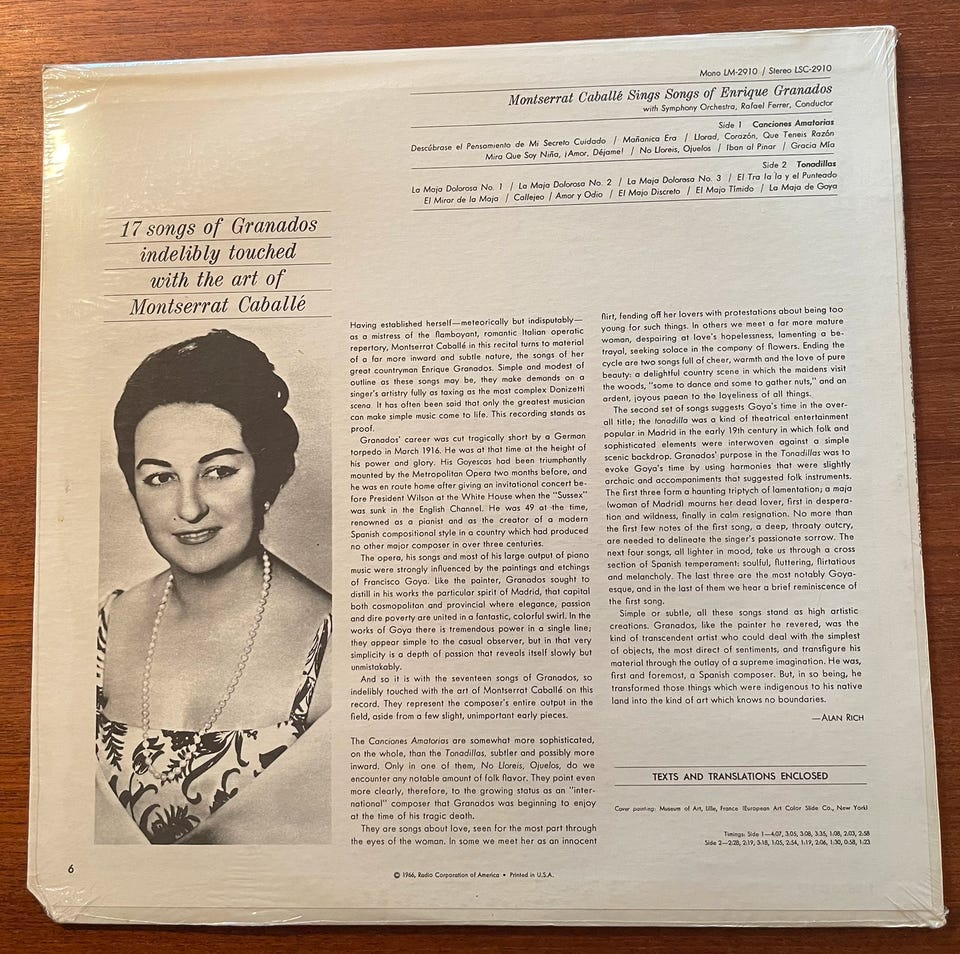 Mono LM-2910 / Stereo LSC-2910
Montserrat Caballé Sings Songs of Enrique Granados
with Symphony Orchestra, Rafael Ferrer, Conductor
Side 1 Canciones Amatorias
Descúbrase el Pensamiento de Mi Secreto Cuidado / Mañanica Era / Llorad, Corazón, Que Teneis Razón
Mira Que Soy Niña, ¡Amor, Déjame! / No Lloreis, Ojuelos / Iban al Pinar / Gracia Mía
Side 2 Tonadillas
La Maja Dolorosa No. 1 / La Maja Dolorosa No. 2 / La Maja Dolorosa No. 3 / El Tra la la y el Punteado
El Mirar de la Maja / Callejeo / Amor y Odio / El Majo Discreto / El Majo Tímido / La Maja de Goya
17 songs of Granados
indelibly touched
with the art of
Montserrat Caballé
Having established herself—meteorically but indisputably—
as a mistress of the flamboyant, romantic Italian operatic
repertory, Montserrat Caballé in this recital turns to material
of a far more inward and subtle nature, the songs of her
great countryman Enrique Granados. Simple and modest of
outline as these songs may be, they make demands on a
singer's artistry fully as taxing as the most complex Donizetti
scena. It has often been said that only the greatest musician
can make simple music come to life. This recording stands as
proof.
Granados' career was cut tragically short by a German
torpedo in March 1916. He was at that time at the height of
his power and glory. His Goyescas had been triumphantly
mounted by the Metropolitan Opera two months before, and
he was en route home after giving an invitational concert be-
fore President Wilson at the White House when the "Sussex"
was sunk in the English Channel. He was 49 at the time,
renowned as a pianist and as the creator of a modern
Spanish compositional style in a country which had produced
no other major composer in over three centuries.
The opera, his songs and most of his large output of piano
music were strongly influenced by the paintings and etchings
of Francisco Goya. Like the painter, Granados sought to
distill in his works the particular spirit of Madrid, that capital
both cosmopolitan and provincial where elegance, passion
and dire poverty are united in a fantastic, colorful swirl. In the
works of Goya there is tremendous power in a single line;
they appear simple to the casual observer, but in that very
simplicity is a depth of passion that reveals itself slowly but
unmistakably.
And so it is with the seventeen songs of Granados, so
indelibly touched with the art of Montserrat Caballé on this
record. They represent the composer's entire output in the
field, aside from a few slight, unimportant early pieces.
The Canciones Amatorias are somewhat more sophisticated,
on the whole, than the Tonadillas, subtler and possibly more
inward. Only in one of them, No Lloreis, Ojuelos, do we
encounter any notable amount of folk flavor. They point even
more clearly, therefore, to the growing status as an "inter-
national" composer that Granados was beginning to enjoy
at the time of his tragic death.
They are songs about love, seen for the most part through
the eyes of the woman. In some we meet her as an innocent
flirt, fending off her lovers with protestations about being too
young for such things. In others we meet a far more mature
woman, despairing at love's hopelessness, lamenting a be-
trayal, seeking solace in the company of flowers. Ending the
cycle are two songs full of cheer, warmth and the love of pure
beauty: a delightful country scene in which the maidens visit
the woods, "some to dance and some to gather nuts," and an
ardent, joyous paean to the loveliness of all things.
The second set of songs suggests Goya's time in the over-
all title; the tonadilla was a kind of theatrical entertainment
popular in Madrid in the early 19th century in which folk and
sophisticated elements were interwoven against a simple
scenic backdrop. Granados' purpose in the Tonadillas was to
evoke Goya's time by using harmonies that were slightly
archaic and accompaniments that suggested folk instruments.
The first three form a haunting triptych of lamentation; a maja
(woman of Madrid) mourns her dead lover, first in despera-
tion and wildness, finally in calm resignation. No more than
the first few notes of the first song, a deep, throaty outcry,
are needed to delineate the singer's passionate sorrow. The
next four songs, all lighter in mood, take us through a cross
section of Spanish temperament: soulful, fluttering, flirtatious
and melancholy. The last three are the most notably Goya-
esque, and in the last of them we hear a brief reminiscence of
the first song.
Simple or subtle, all these songs stand as high artistic
creations. Granados, like the painter he revered, was the
kind of transcendent artist who could deal with the simplest
of objects, the most direct of sentiments, and transfigure his
material through the outlay of a supreme imagination. He was,
first and foremost, a Spanish composer. But, in so being, he
transformed those things which were indigenous to his native
land into the kind of art which knows no boundaries.
—ALAN RICH
TEXTS AND TRANSLATIONS ENCLOSED
Cover painting: Museum of Art, Lille, France (European Art Color Slide Co., New York)
Timings: Side 1—4:07, 3:05, 3:08, 3:35, 1:08, 2:03, 2:58
Side 2—2:28, 2:19, 3:18, 1:05, 2:54, 1:19, 2:06, 1:30, 0:58, 1:23
6
© 1966, Radio Corporation of America • Printed in U.S.A.